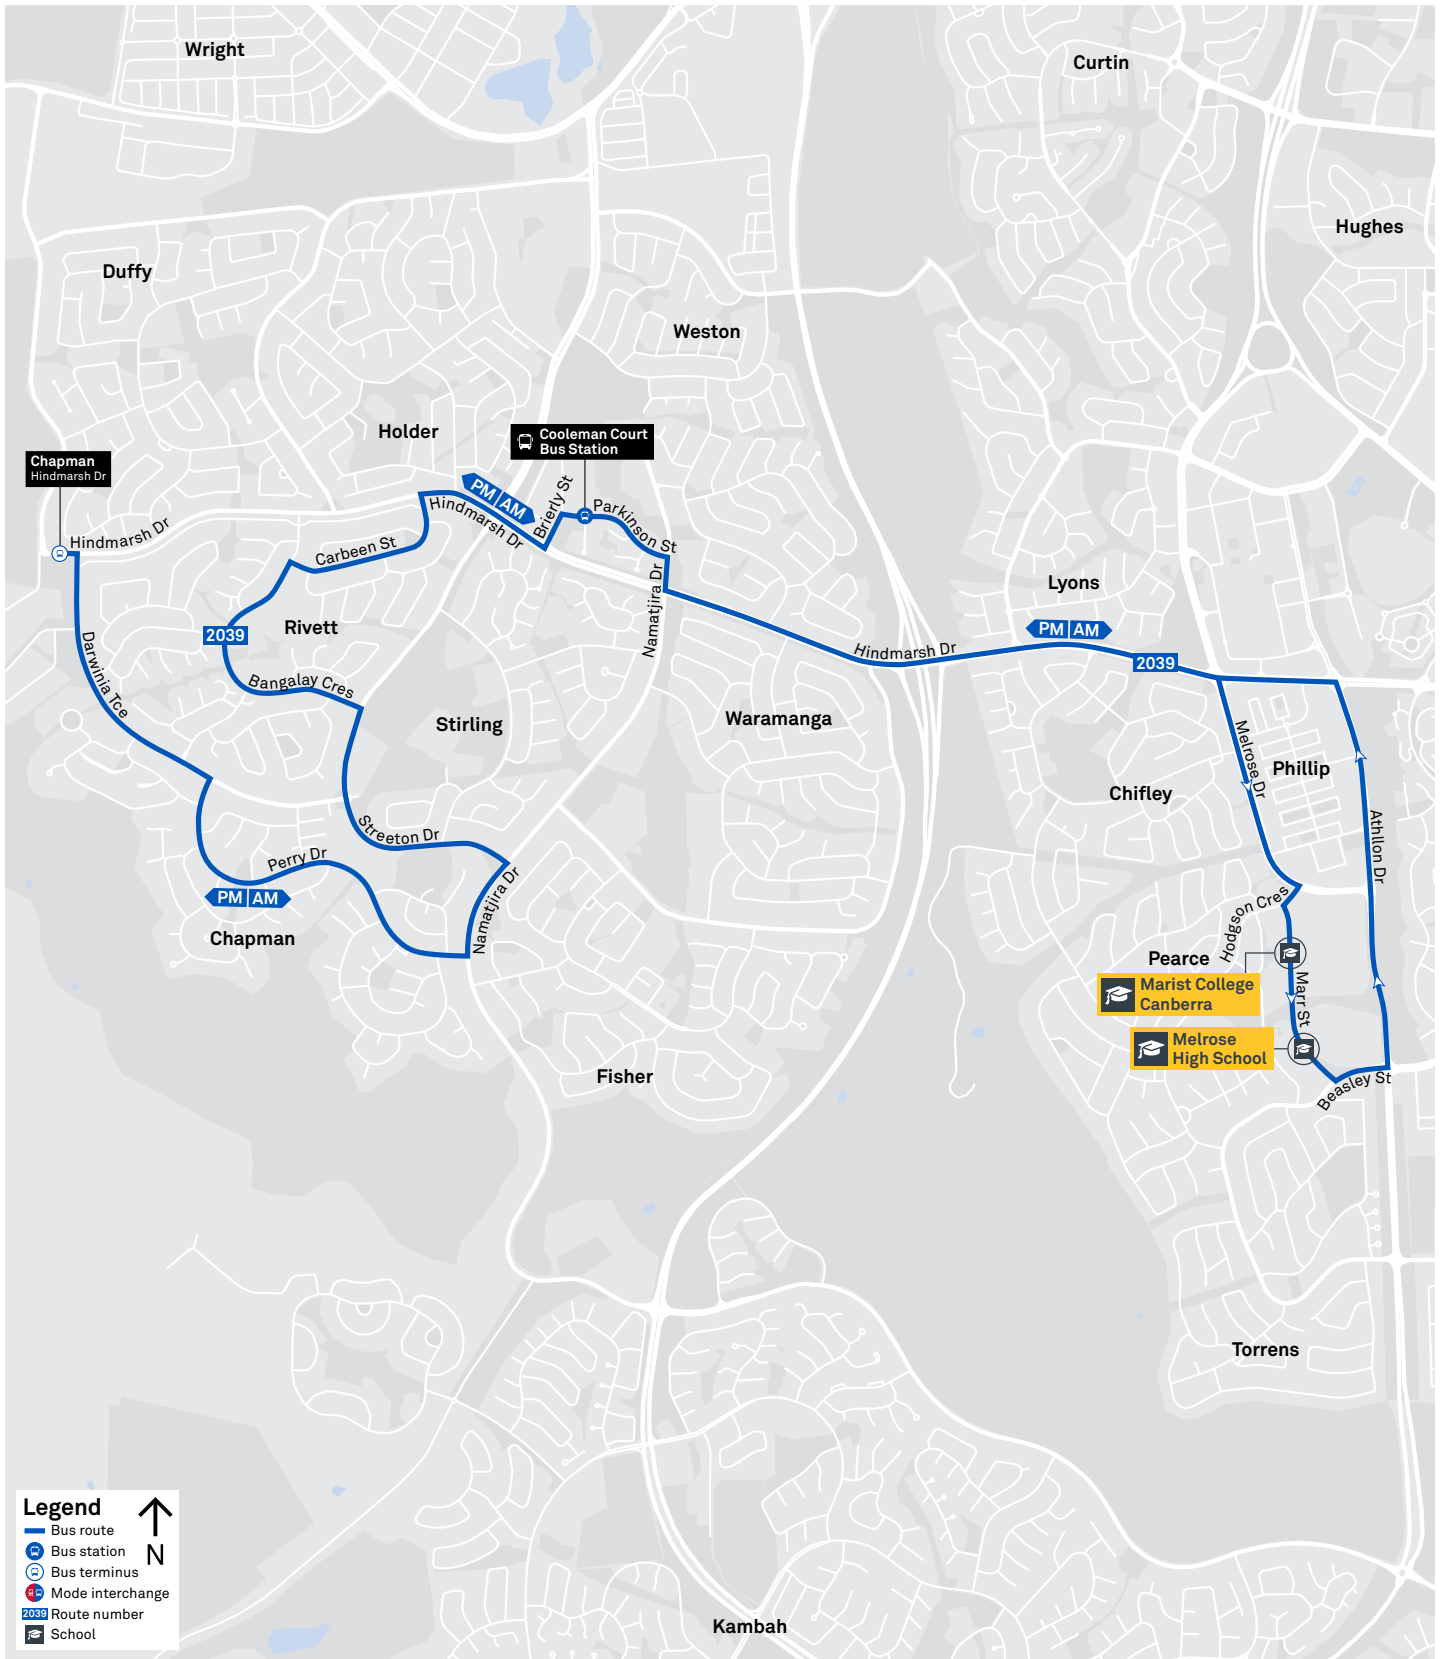 Wright
Curtin
Hughes
Duffy
Weston
Holder
Cooleman Court
Bus Station
Chapman
Hindmarsh Dr
PM AM
Hindmarsh Dr
Brierly St
Parkinson St
Hindmarsh Dr
Carbeen St
Namatjira Dr
Lyons
Rivett
2039
PM AM
Hindmarsh Dr
2039
Darwinia Tce
Bangalay Cres
Stirling
Waramanga
Melrose Dr
Phillip
Chifley
Athllon Dr
Streeton Dr
Perry Dr
PM AM
Namatjira Dr
Chapman
Hodgson Cres
Pearce
Marist College
Canberra
Marr St
Melrose
High School
Beasley St
Fisher
Torrens
Kambah
Legend
N
Bus route
Bus station
Bus terminus
Mode interchange
2039 Route number
School